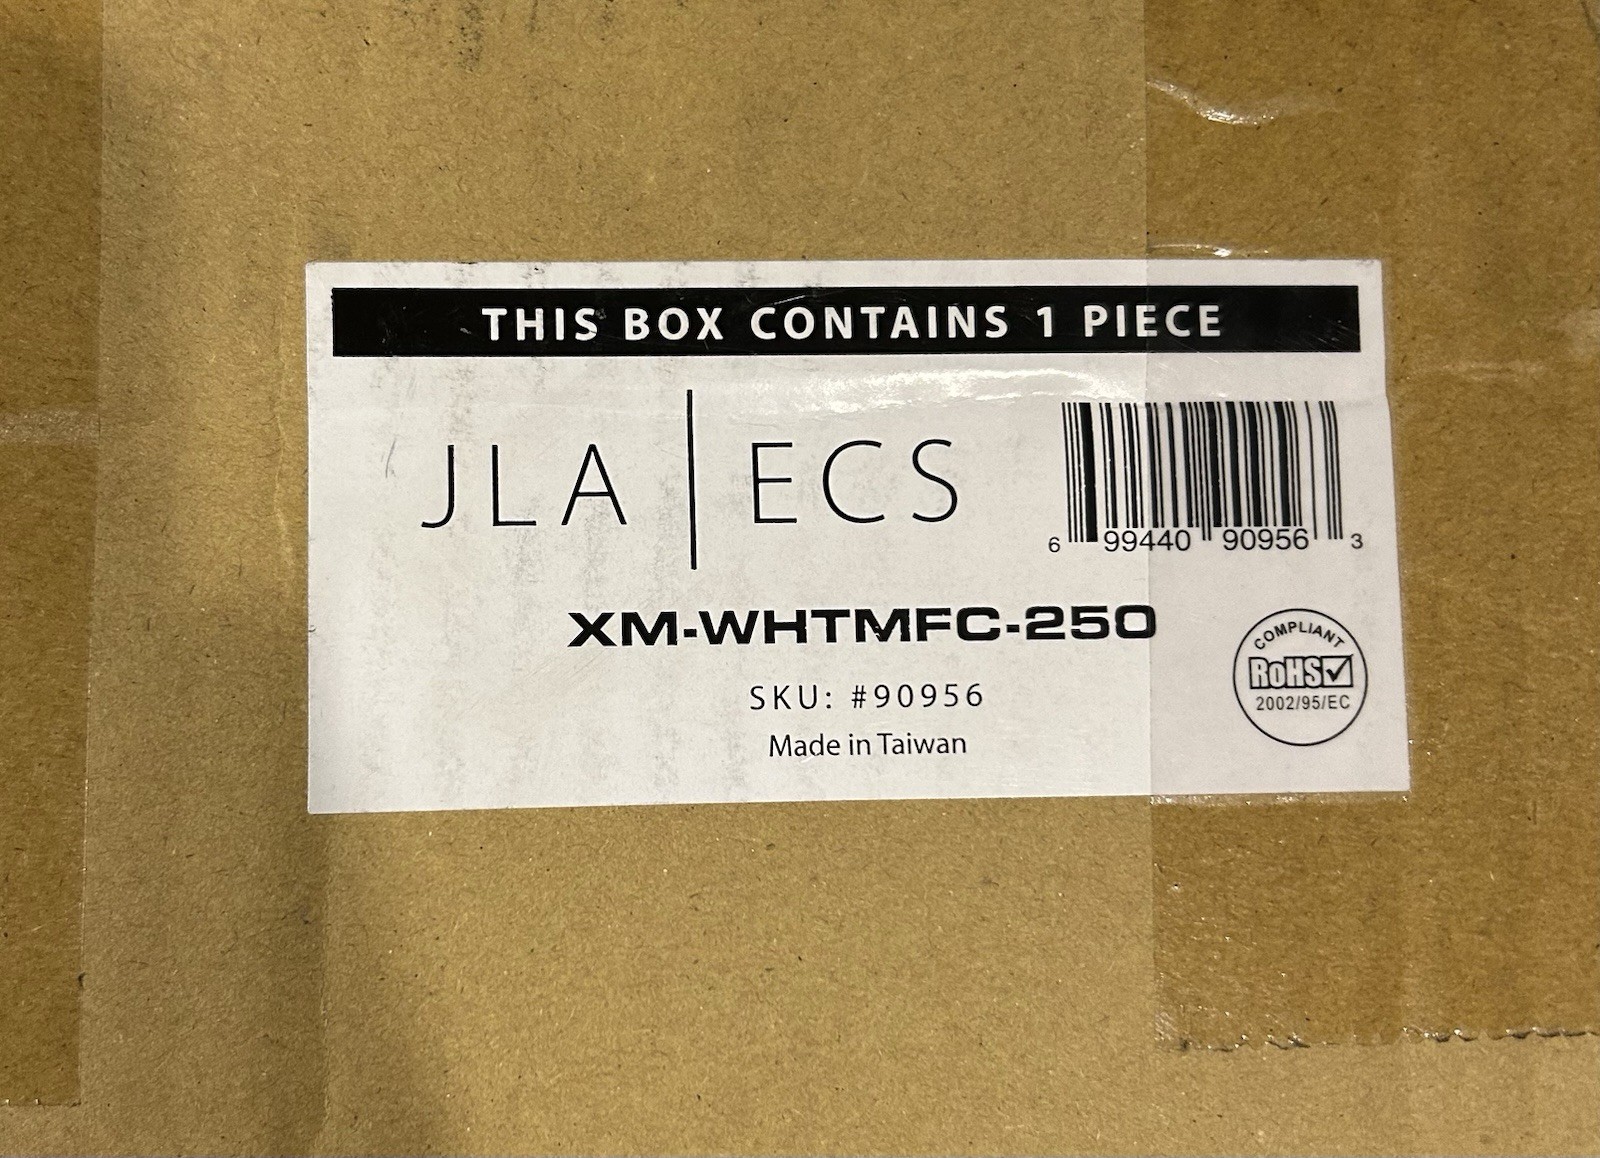 THIS BOX CONTAINS 1 PIECE
JLA | ECS
6 99440 90956 3
XM-WHTMFC-250
SKU: #90956
Made in Taiwan
COMPLIANT
RoHS
2002/95/EC